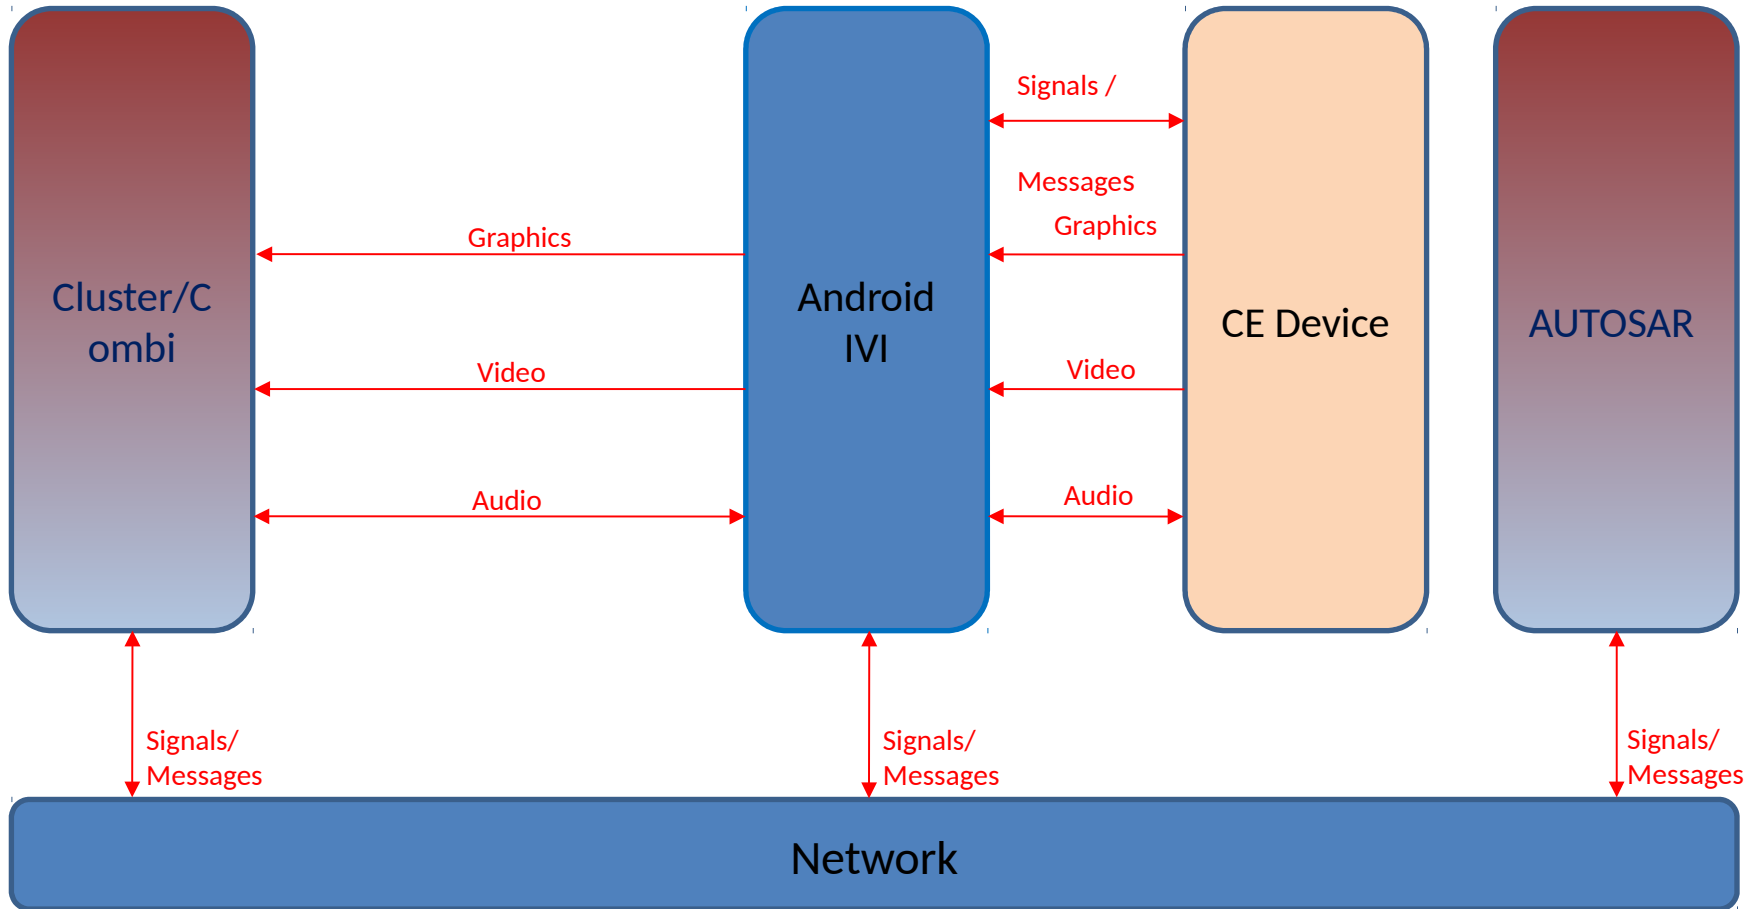 Signals /
Messages
Graphics
Graphics
Cluster/C
ombi
Android
IVI
CE Device
AUTOSAR
Video
Video
Audio
Audio
Signals/
Messages
Signals/
Messages
Signals/
Messages
Network